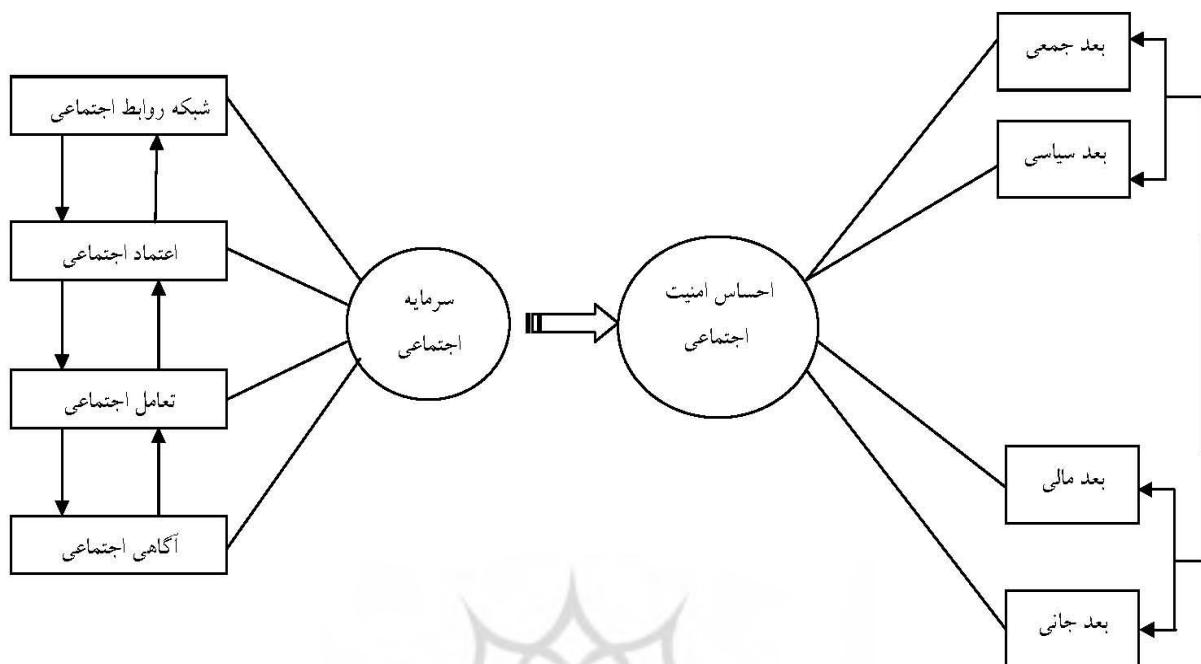 بعد جمعی
بعد سیاسی
شبکه روابط اجتماعی
اعتماد اجتماعی
تعامل اجتماعی
آگاهی اجتماعی
سرمایه
اجتماعی
احساس امنیت
اجتماعی
بعد مالی
بعد جانی